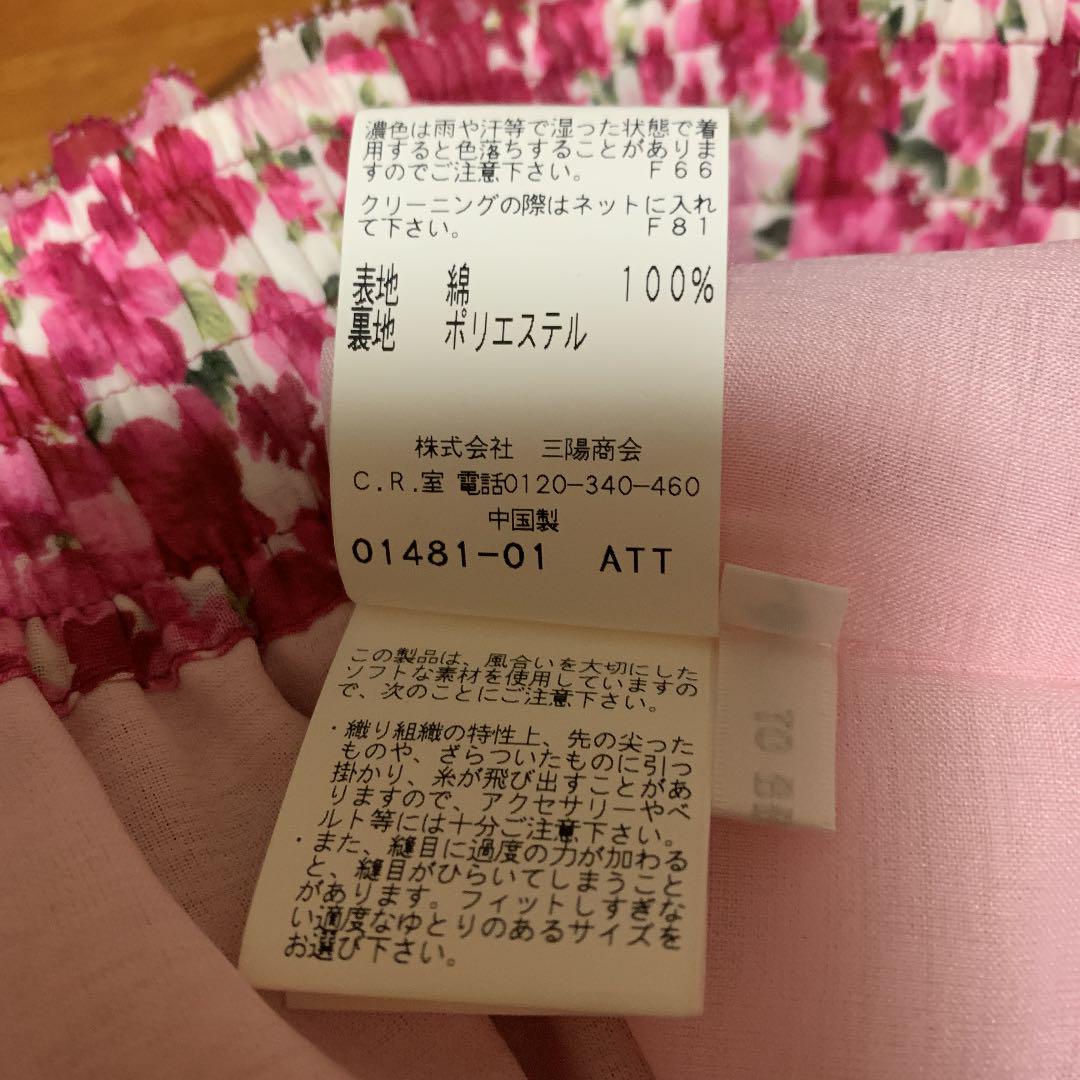 濃色は雨や汗等で湿った状態で着
用すると色落ちすることがありま
すのでご注意下さい。 F66
クリーニングの際はネットに入れ
て下さい。 F81
表地 綿 100%
裏地 ポリエステル
株式会社 三陽商会
C.R.室 電話0120-340-460
中国製
01481-01 ATT
この製品は、風合いを大切にした
ソフトな素材を使用していますの
で、次のことにご注意下さい。
・織り組織の特性上、先の尖った
ものや、ざらついたものに引っ
掛かり、糸が飛び出すことがあ
りますので、アクセサリーやベ
ルト等には十分ご注意下さい。
・また、縫目に過度の力が加わる
と、縫目がひらいてしまうこと
があります。フィットしすぎな
い適度なゆとりのあるサイズを
お選び下さい。